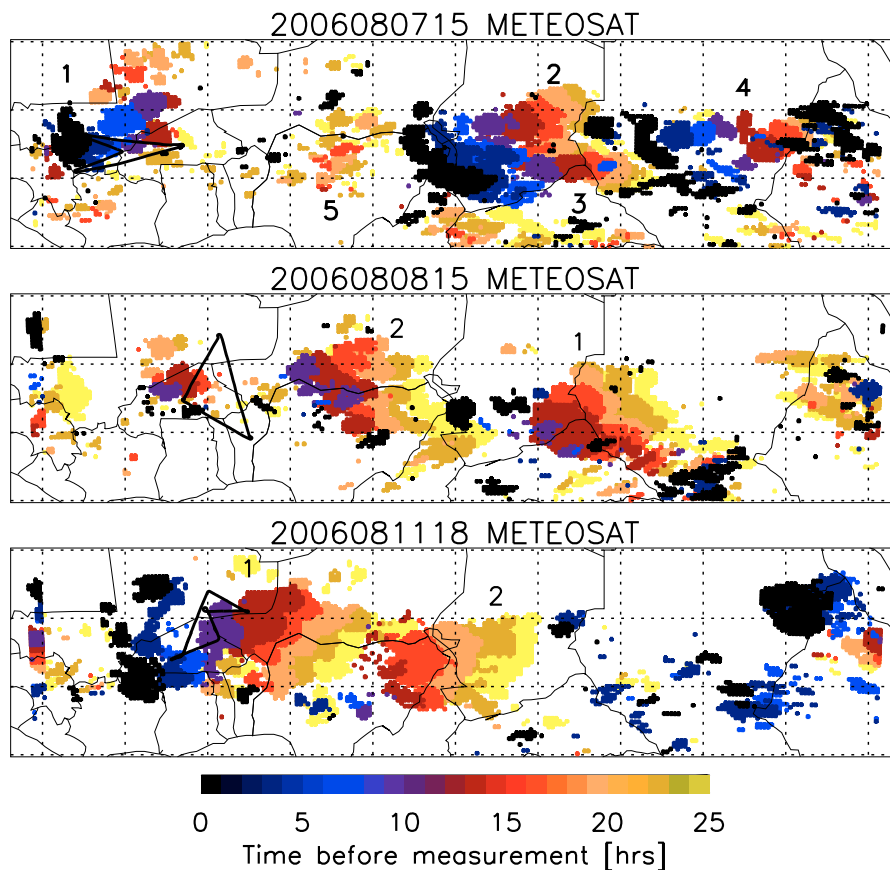 2006080715 METEOSAT
1 2 4
5 3
2006080815 METEOSAT
2 1
2006081118 METEOSAT
1 2
0 5 10 15 20 25
Time before measurement [hrs]